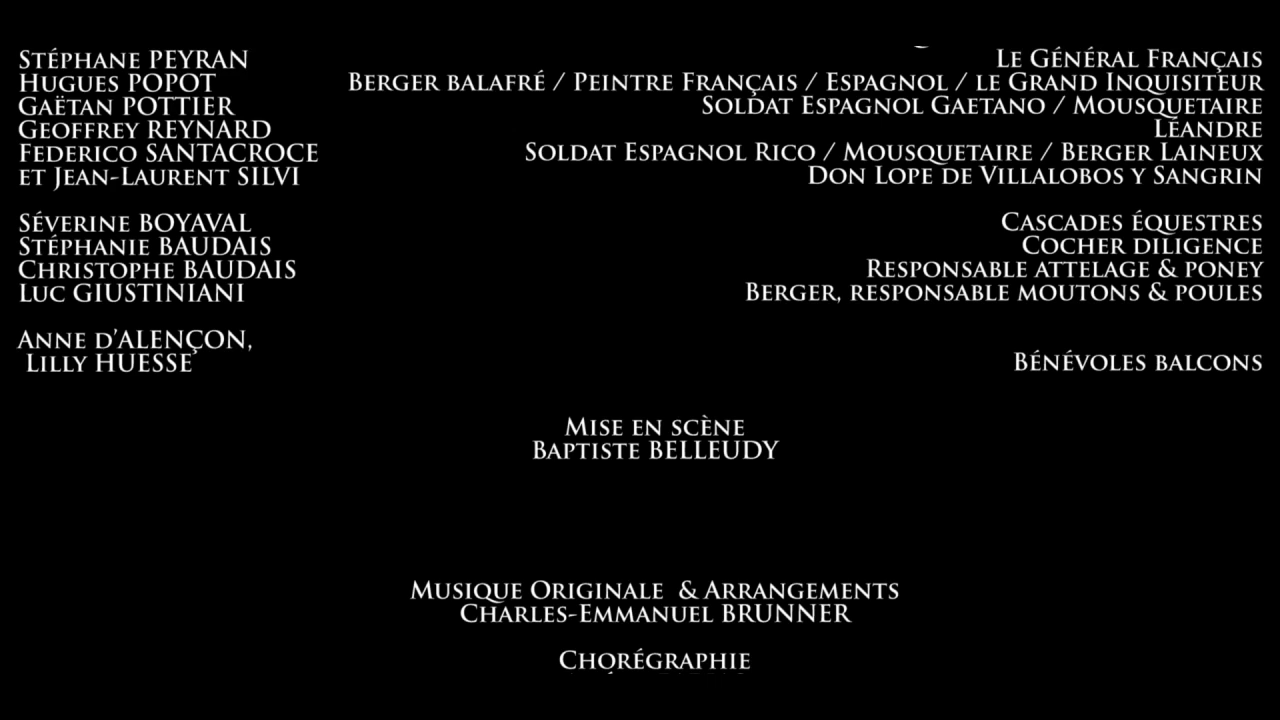 Stéphane PEYRAN Le Général Français
Hugues POPOT Berger balafré / Peintre Français / Espagnol / le Grand Inquisiteur
Gaëtan POTTIER Soldat Espagnol Gaetano / Mousquetaire
Geoffrey REYNARD Léandre
Federico SANTACROCE Soldat Espagnol Rico / Mousquetaire / Berger Laineux
et Jean-Laurent SILVI Don Lope de Villalobos y Sangrin
Séverine BOYAVAL Cascades équestres
Stéphanie BAUDAIS Cocher diligence
Christophe BAUDAIS Responsable attelage & poney
Luc GIUSTINIANI Berger, responsable moutons & poules
Anne d'ALENÇON,
Lilly HUESSE Bénévoles balcons
Mise en scène
Baptiste BELLEUDY
Musique Originale & Arrangements
Charles-Emmanuel BRUNNER
Chorégraphie